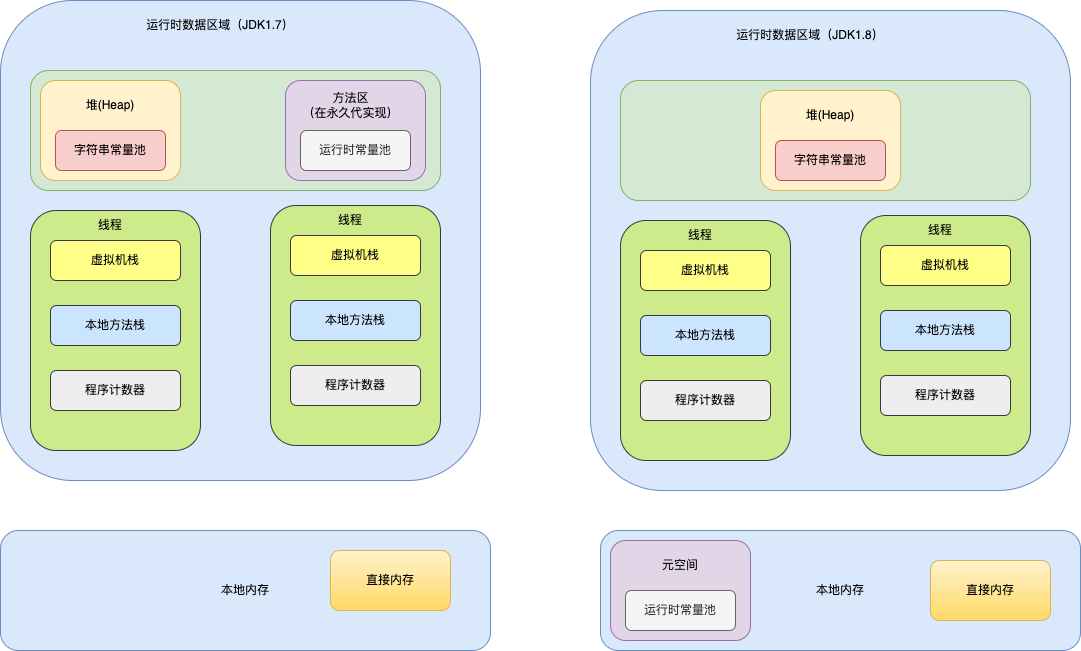 运行时数据区域（JDK1.7）
堆(Heap)
字符串常量池
方法区
(在永久代实现)
运行时常量池
线程
虚拟机栈
本地方法栈
程序计数器
线程
虚拟机栈
本地方法栈
程序计数器
本地内存
直接内存
运行时数据区域（JDK1.8）
堆(Heap)
字符串常量池
线程
虚拟机栈
本地方法栈
程序计数器
线程
虚拟机栈
本地方法栈
程序计数器
元空间
运行时常量池
本地内存
直接内存